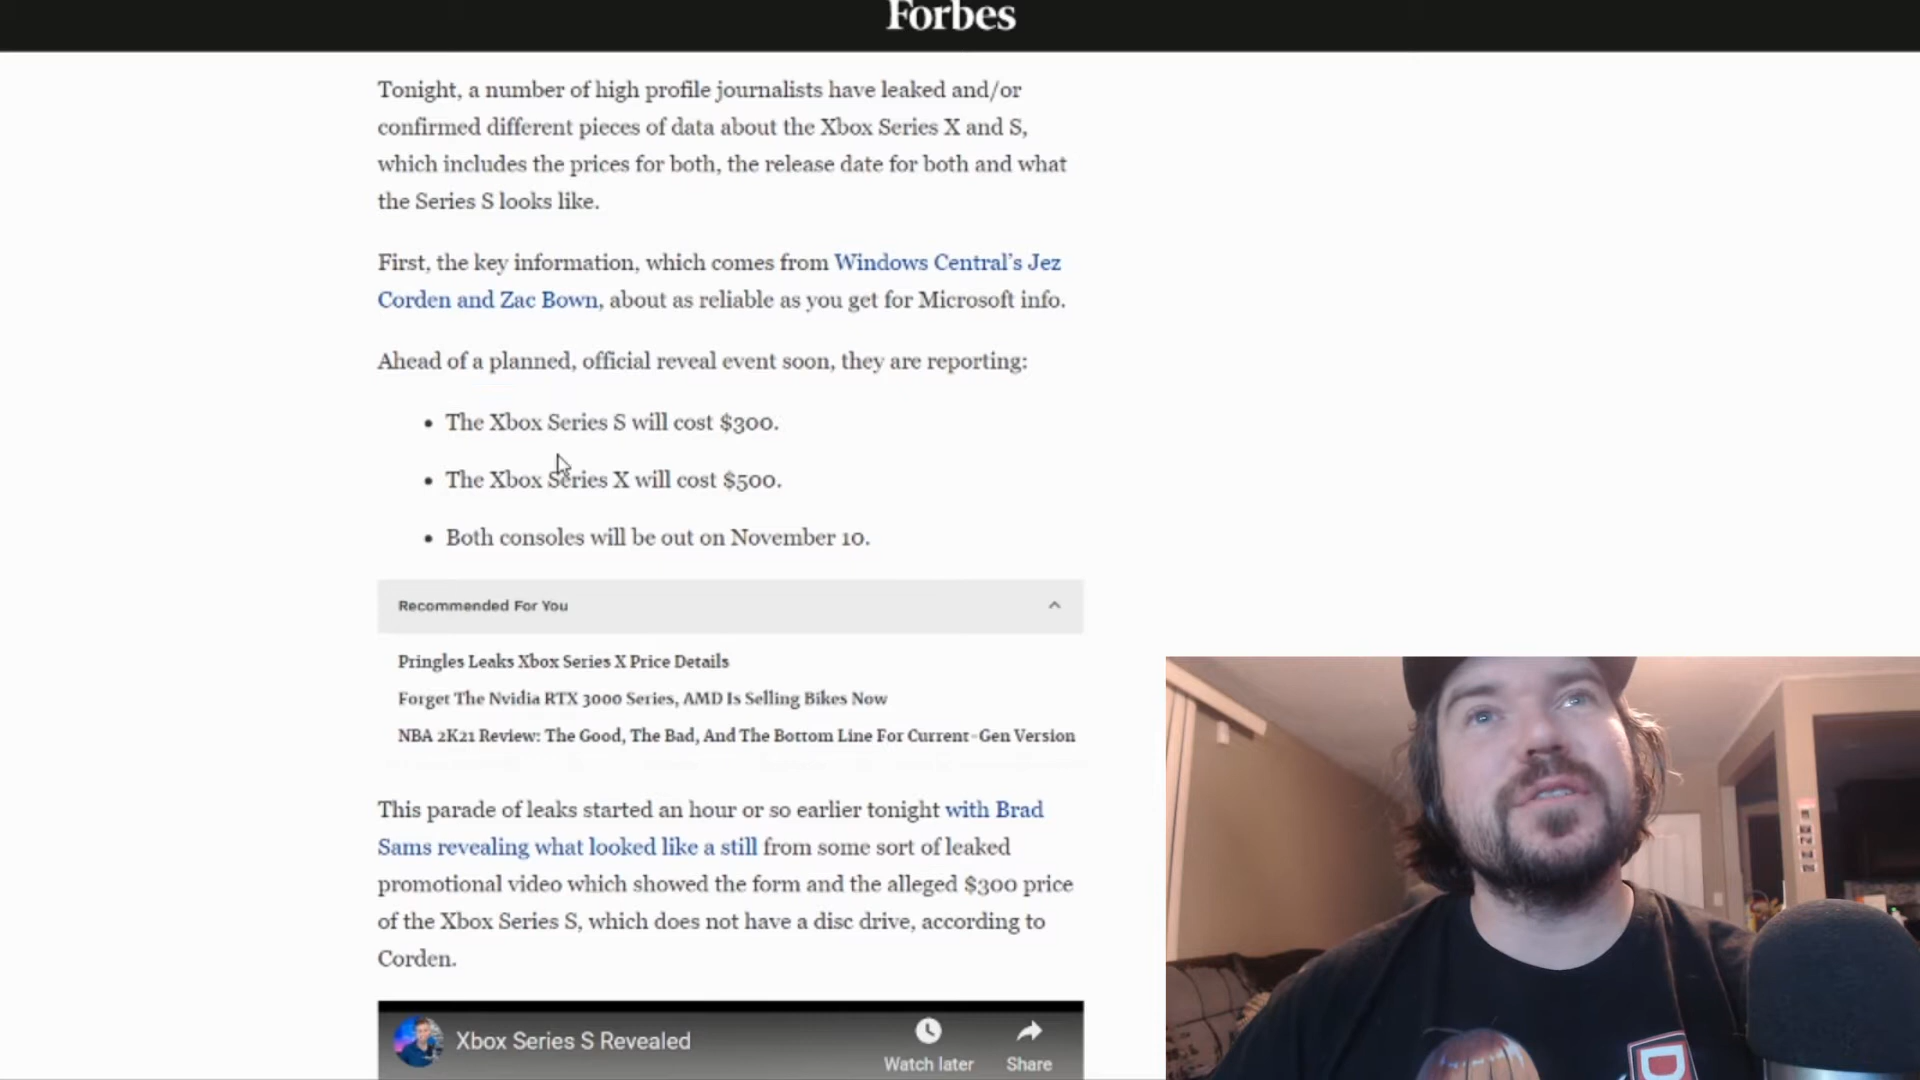 Forbes
Tonight, a number of high profile journalists have leaked and/or
confirmed different pieces of data about the Xbox Series X and S,
which includes the prices for both, the release date for both and what
the Series S looks like.
First, the key information, which comes from Windows Central's Jez
Corden and Zac Bown, about as reliable as you get for Microsoft info.
Ahead of a planned, official reveal event soon, they are reporting:
• The Xbox Series S will cost $300.
• The Xbox Series X will cost $500.
• Both consoles will be out on November 10.
Recommended For You
Pringles Leaks Xbox Series X Price Details
Forget The Nvidia RTX 3000 Series, AMD Is Selling Bikes Now
NBA 2K21 Review: The Good, The Bad, And The Bottom Line For Current-Gen Version
This parade of leaks started an hour or so earlier tonight with Brad
Sams revealing what looked like a still from some sort of leaked
promotional video which showed the form and the alleged $300 price
of the Xbox Series S, which does not have a disc drive, according to
Corden.
Xbox Series S Revealed
Watch later
Share